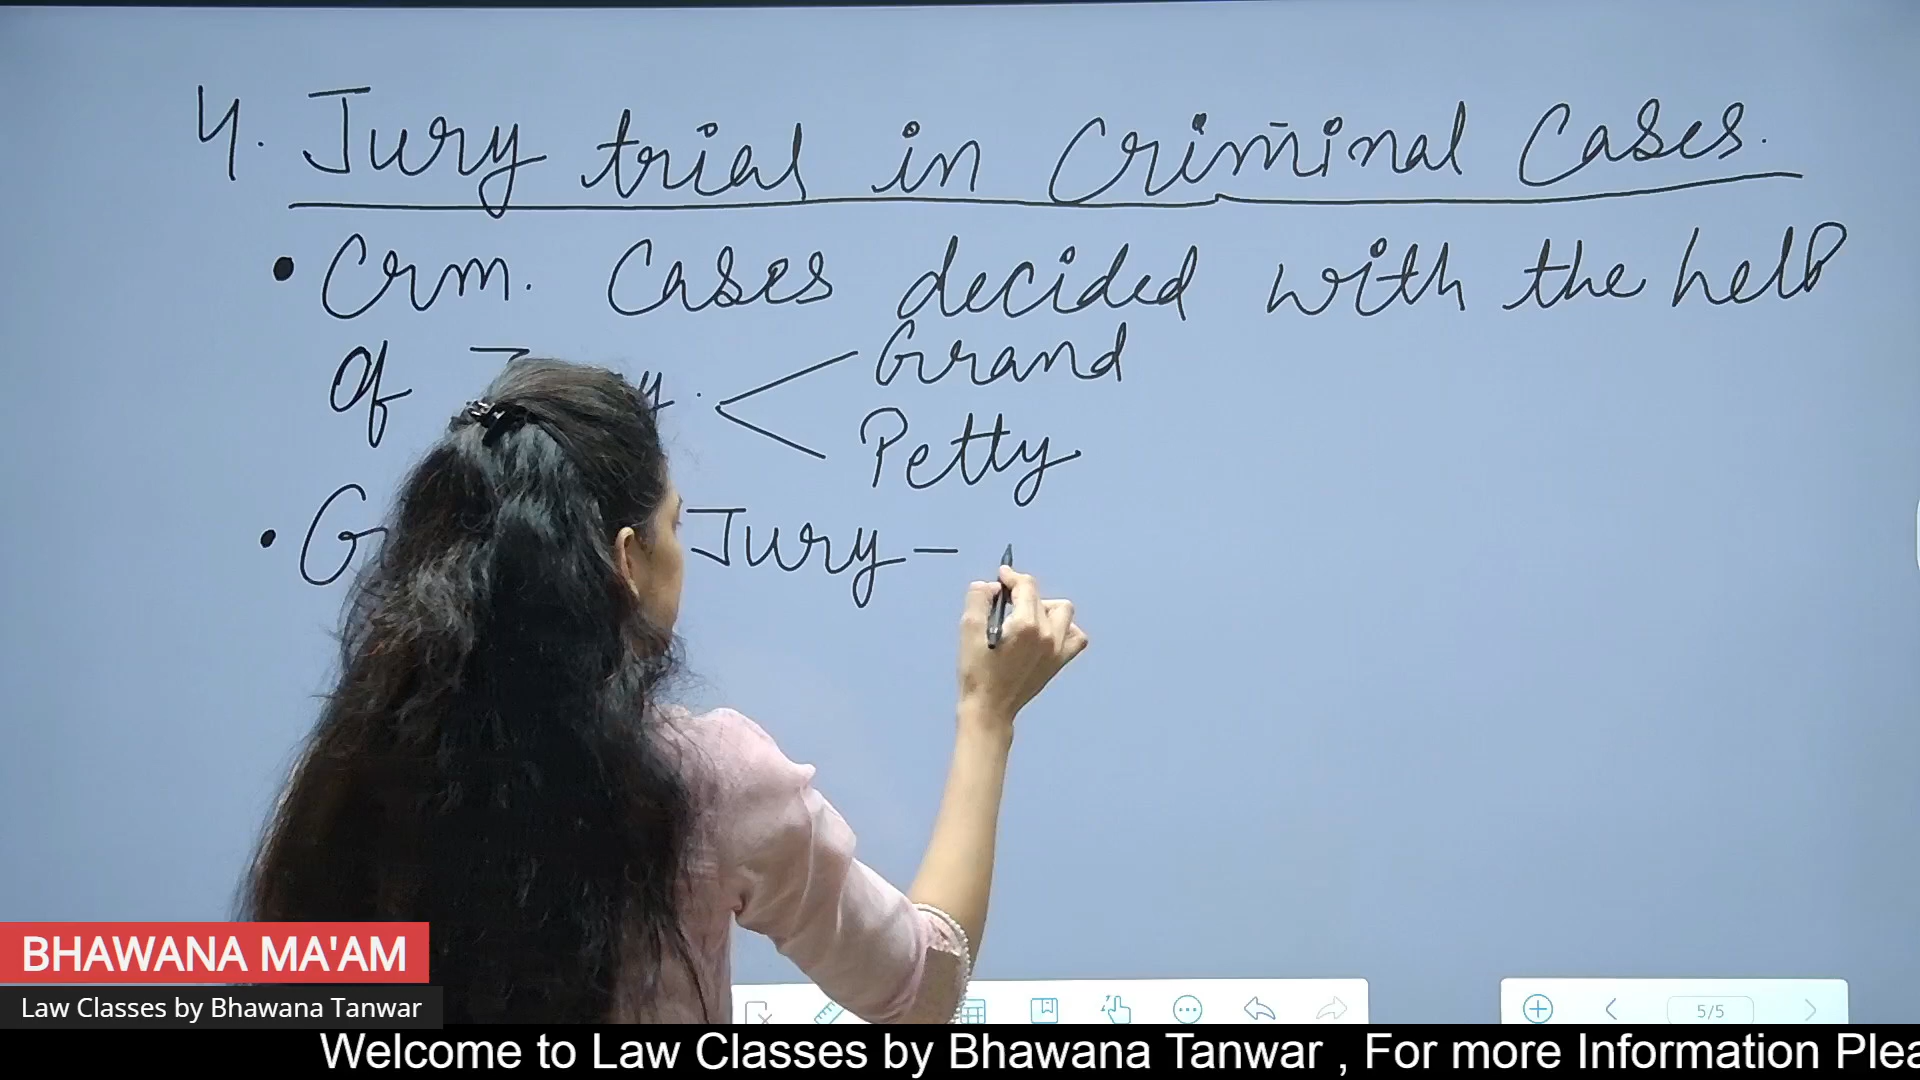 4. Jury trial in Criminal Cases.
• Crm. Cases decided with the help
of
Grand
Petty
• Jury –
BHAWANA MA'AM
Law Classes by Bhawana Tanwar
5/5
Welcome to Law Classes by Bhawana Tanwar , For more Information